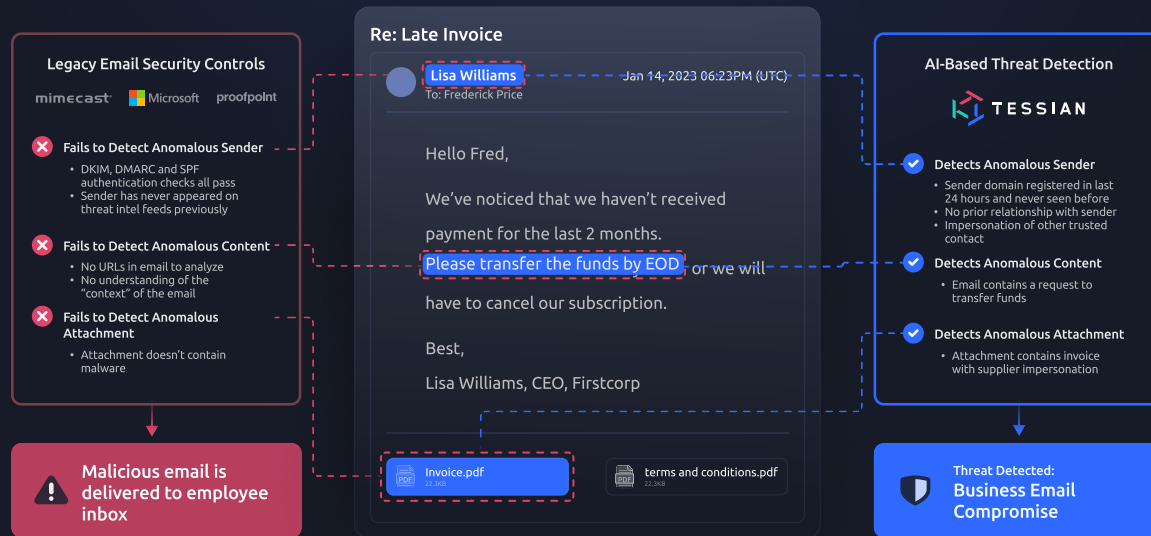 Legacy Email Security Controls
mimecast Microsoft proofpoint
Fails to Detect Anomalous Sender
• DKIM, DMARC and SPF
authentication checks all pass
• Sender has never appeared on
threat intel feeds previously
Fails to Detect Anomalous Content
• No URLs in email to analyze
• No understanding of the
"context" of the email
Fails to Detect Anomalous
Attachment
• Attachment doesn't contain
malware
Malicious email is
delivered to employee
inbox
Re: Late Invoice
Lisa Williams
Jan 14, 2023 06:23PM (UTC)
To: Frederick Price
Hello Fred,
We've noticed that we haven't received
payment for the last 2 months.
Please transfer the funds by EOD or we will
have to cancel our subscription.
Best,
Lisa Williams, CEO, Firstcorp
PDF
Invoice.pdf
22.3KB
PDF
terms and conditions.pdf
22.3KB
AI-Based Threat Detection
TESSIAN
Detects Anomalous Sender
• Sender domain registered in last
24 hours and never seen before
• No prior relationship with sender
• Impersonation of other trusted
contact
Detects Anomalous Content
• Email contains a request to
transfer funds
Detects Anomalous Attachment
• Attachment contains invoice
with supplier impersonation
Threat Detected:
Business Email
Compromise